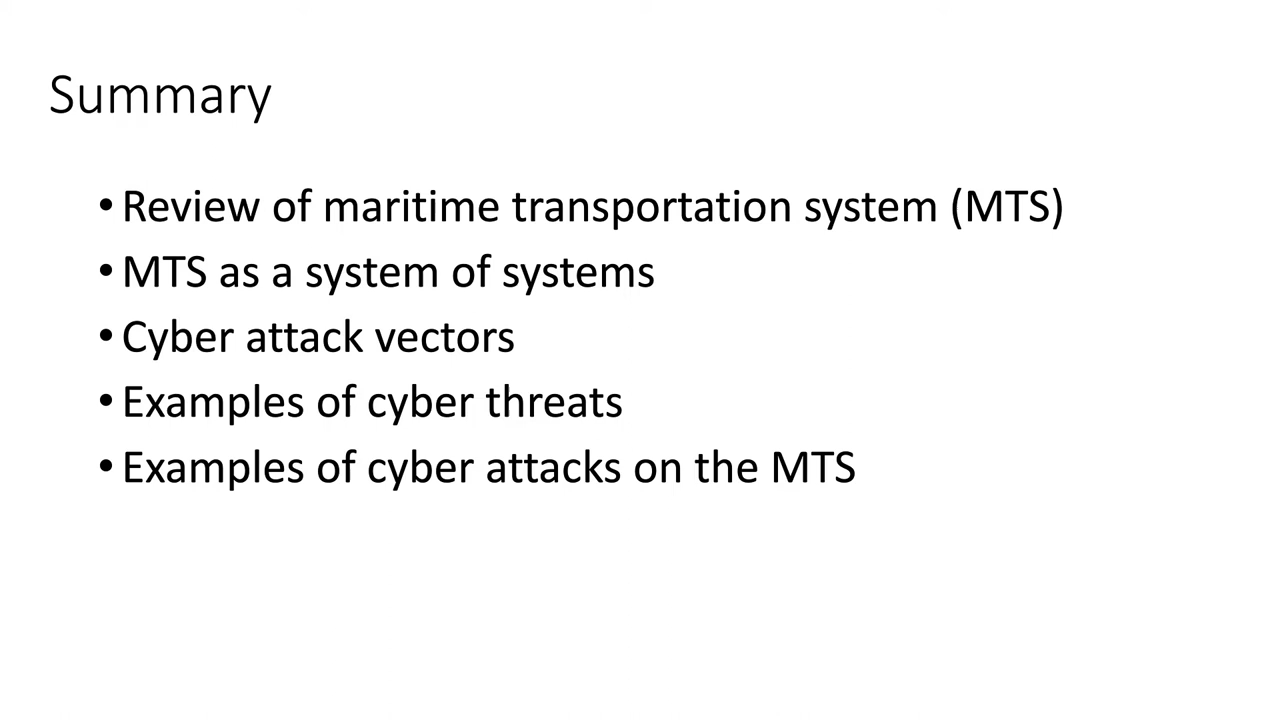 Summary
• Review of maritime transportation system (MTS)
• MTS as a system of systems
• Cyber attack vectors
• Examples of cyber threats
• Examples of cyber attacks on the MTS